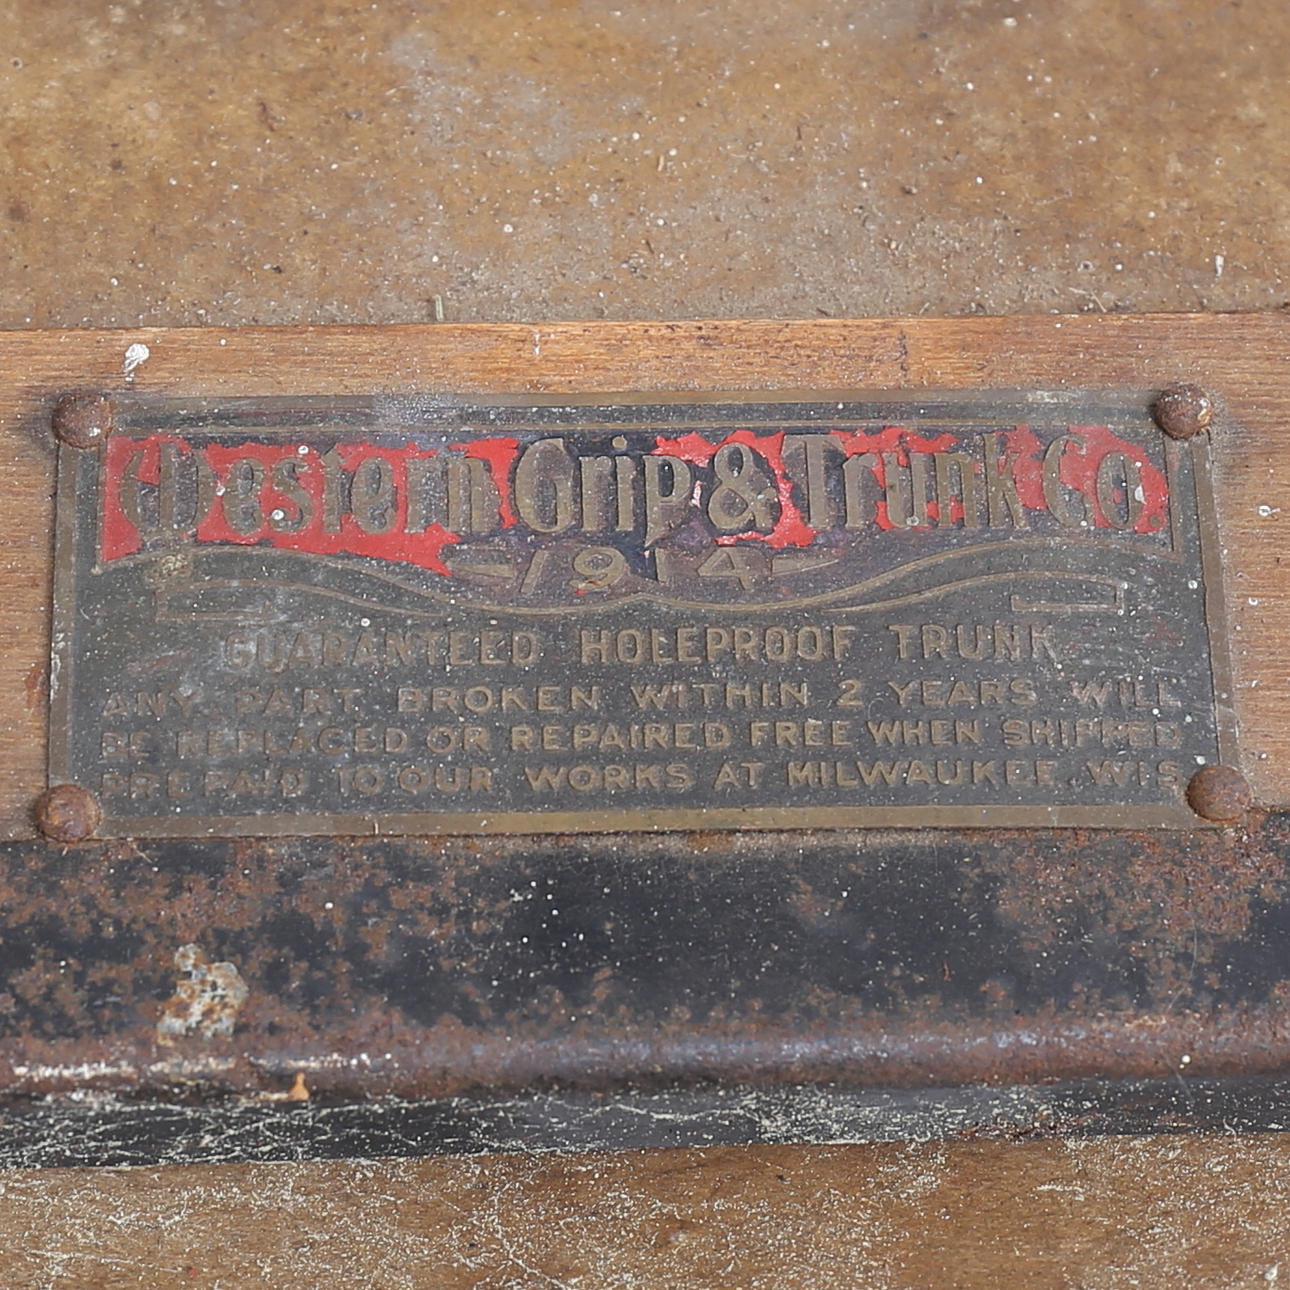 Western Grip & Trunk Co.
-1914-
GUARANTEED HOLEPROOF TRUNK
ANY PART BROKEN WITHIN 2 YEARS WILL
BE REPLACED OR REPAIRED FREE WHEN SHIPPED
PREPAID TO OUR WORKS AT MILWAUKEE, WIS.